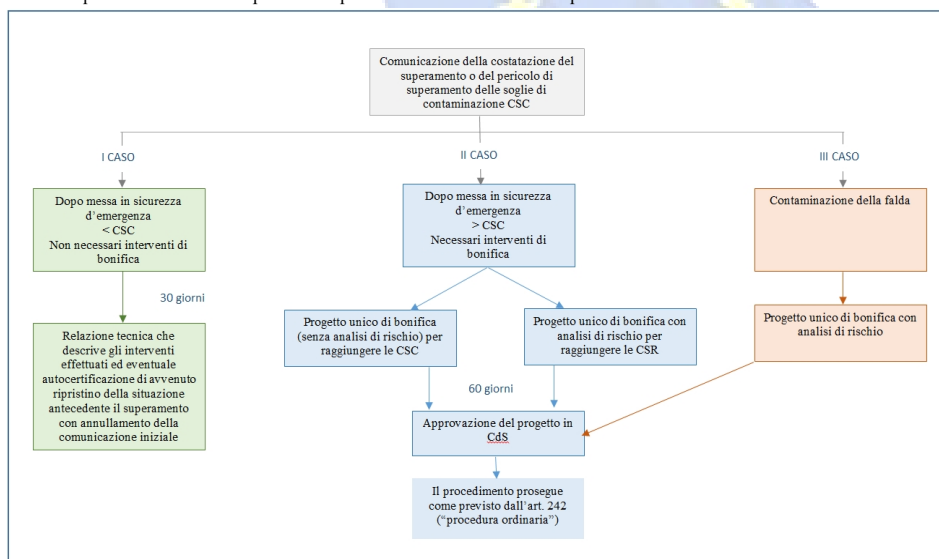 Comunicazione della costatazione del
superamento o del pericolo di
superamento delle soglie di
contaminazione CSC
I CASO
II CASO
III CASO
Dopo messa in sicurezza
d’emergenza
< CSC
Non necessari interventi di
bonifica
Dopo messa in sicurezza
d’emergenza
> CSC
Necessari interventi di
bonifica
Contaminazione della falda
30 giorni
Relazione tecnica che
descrive gli interventi
effettuati ed eventuale
autocertificazione di avvenuto
ripristino della situazione
antecedente il superamento
con annullamento della
comunicazione iniziale
Progetto unico di bonifica
(senza analisi di rischio) per
raggiungere le CSC
Progetto unico di bonifica con
analisi di rischio per
raggiungere le CSR
Progetto unico di bonifica con
analisi di rischio
60 giorni
Approvazione del progetto in
CdS
Il procedimento prosegue
come previsto dall’art. 242
(“procedura ordinaria”)